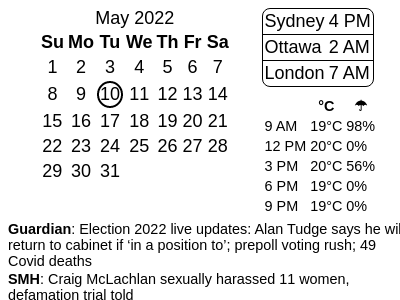 May 2022
Su Mo Tu We Th Fr Sa
1 2 3 4 5 6 7
8 9 10 11 12 13 14
15 16 17 18 19 20 21
22 23 24 25 26 27 28
29 30 31
Sydney 4 PM
Ottawa 2 AM
London 7 AM
°C ☂
9 AM 19°C 98%
12 PM 20°C 0%
3 PM 20°C 56%
6 PM 19°C 0%
9 PM 19°C 0%
Guardian: Election 2022 live updates: Alan Tudge says he wil
return to cabinet if ‘in a position to’; prepoll voting rush; 49
Covid deaths
SMH: Craig McLachlan sexually harassed 11 women,
defamation trial told